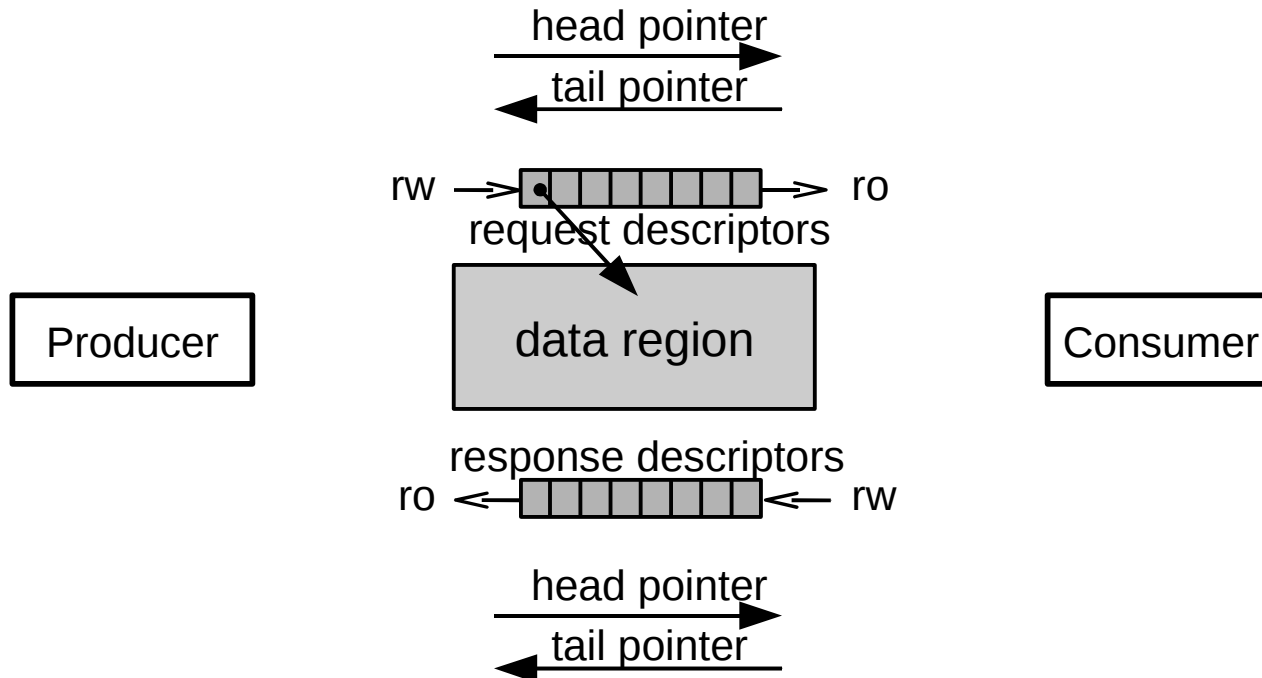 head pointer
tail pointer
rw
ro
request descriptors
Producer
data region
Consumer
response descriptors
ro
rw
head pointer
tail pointer